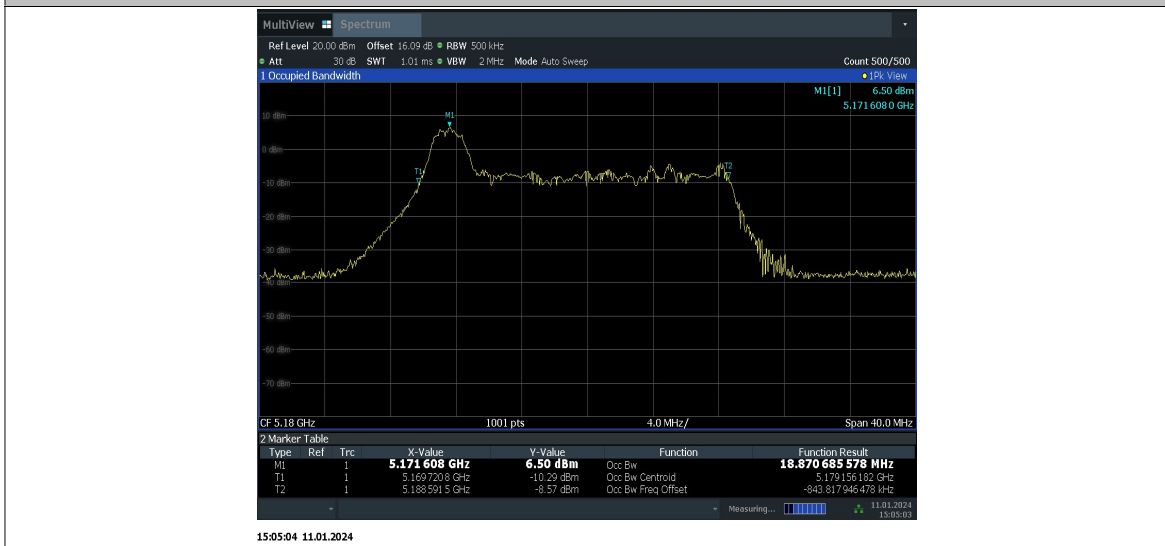 MultiView Spectrum
Ref Level 20.00 dBm Offset 16.09 dB RBW 500 kHz
Att 30 dB SWT 1.01 ms VBW 2 MHz Mode Auto Sweep Count 500/500
1 Occupied Bandwidth 1Pk View
M1[1] 6.50 dBm
5.171 608 0 GHz
10 dBm
M1
0 dBm
T1
T2
-10 dBm
-20 dBm
-30 dBm
-40 dBm
-50 dBm
-60 dBm
-70 dBm
CF 5.18 GHz 1001 pts 4.0 MHz/ Span 40.0 MHz
2 Marker Table
Type Ref Trc X-Value Y-Value Function Function Result
M1 1 5.171 608 GHz 6.50 dBm Occ Bw 18.870 685 578 MHz
T1 1 5.169 720 8 GHz -10.29 dBm Occ Bw Centroid 5.179 156 182 GHz
T2 1 5.188 591 5 GHz -8.57 dBm Occ Bw Freq Offset -843.817 946 478 kHz
Measuring... 11.01.2024
15:05:03
15:05:04 11.01.2024